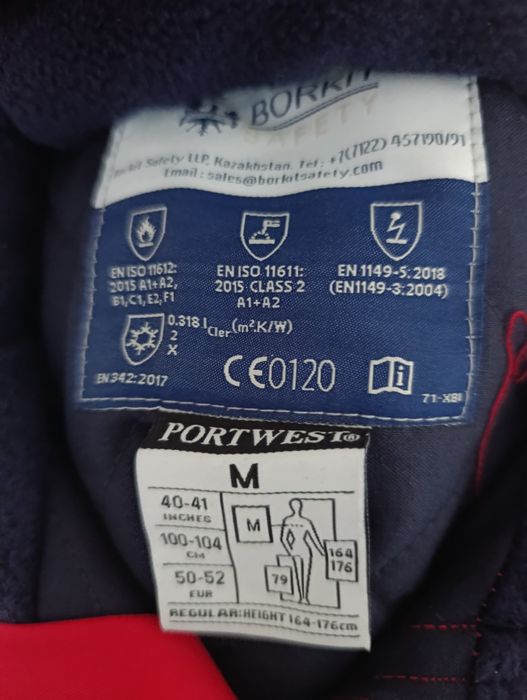 BORKIT
SAFETY
Borkit Safety LLP, Kazakhstan. Tel: +7(7122) 457190/91
Email: sales@borkitsafety.com
EN ISO 11612:
2015 A1+A2,
B1,C1,E2,F1
EN ISO 11611:
2015 CLASS 2
A1+A2
EN 1149-5:2018
(EN1149-3:2004)
0.318 Icler (m².K/W)
2
X
EN 342:2017
CE0120
i
71-XBI
PORTWEST®
M
40-41
INCHES
100-104
CM
50-52
EUR
M
79
164
176
REGULAR:HEIGHT 164-176cm